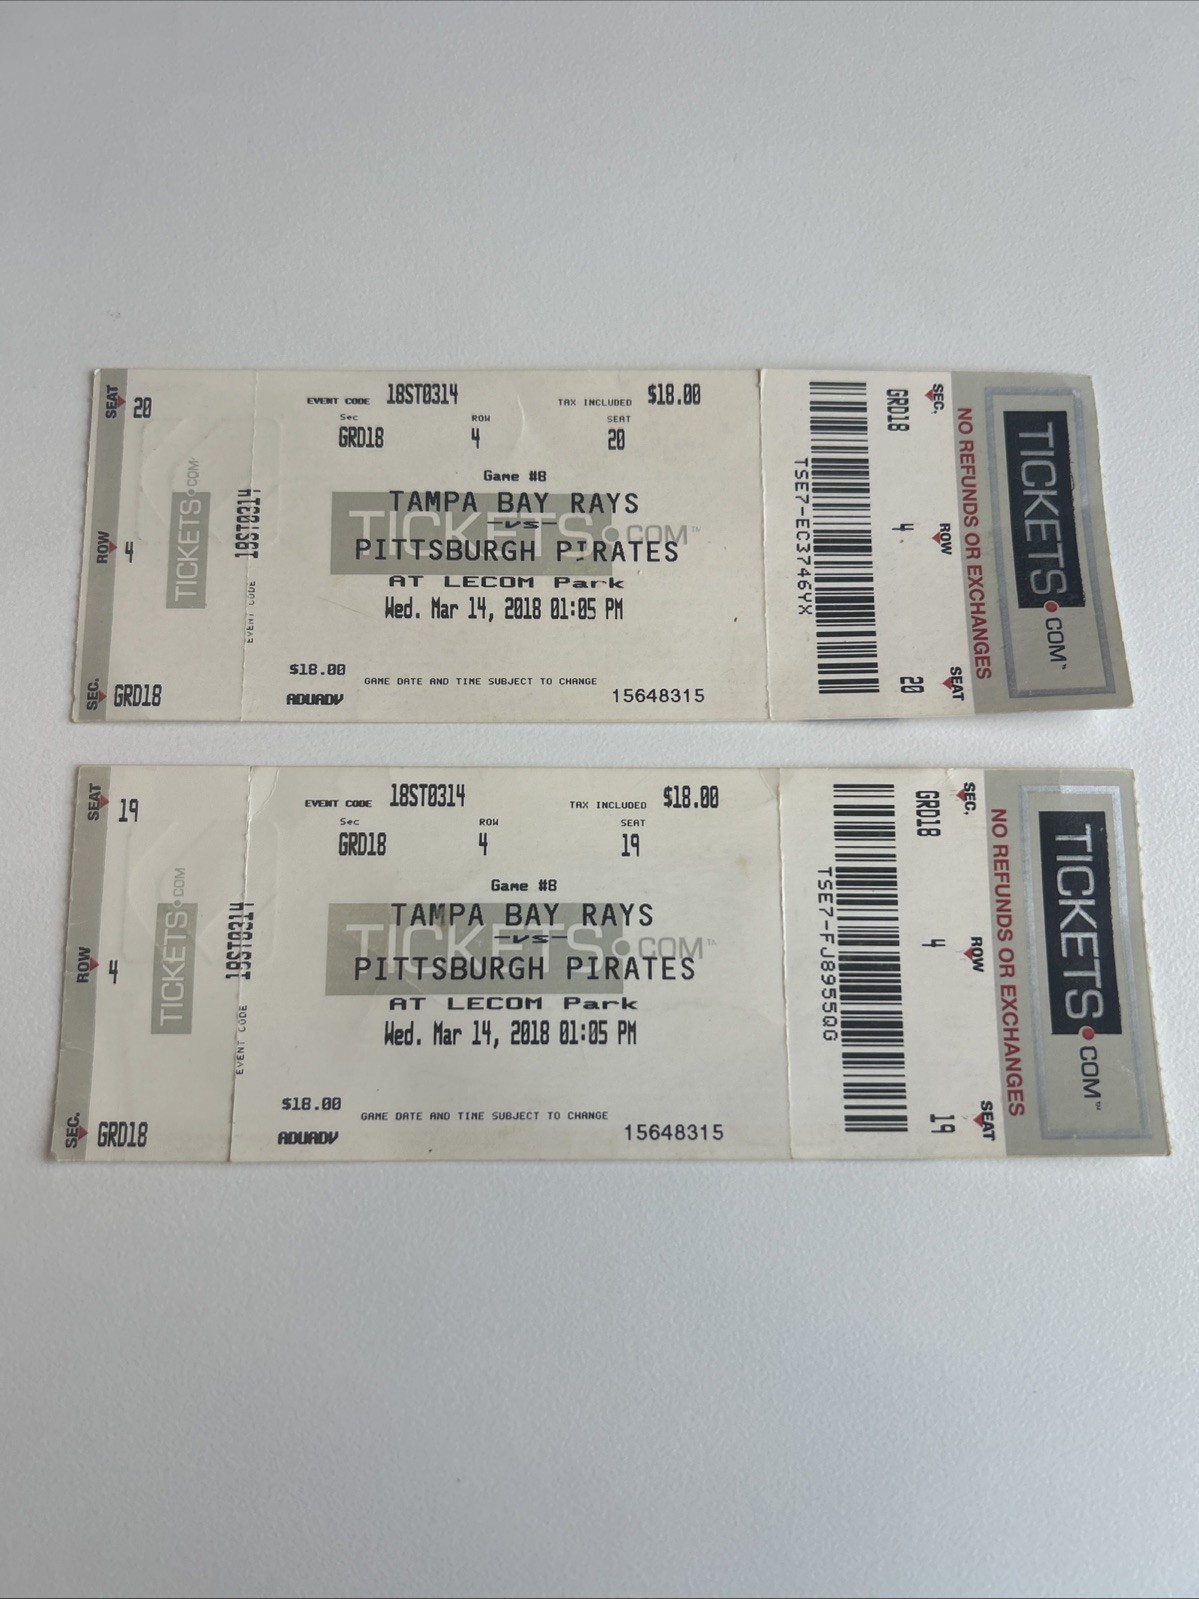 SEAT 20
ROW 4
SEC. GRD18
TICKETS.COM
18ST0314
EVENT CODE
EVENT CODE 18ST0314 TAX INCLUDED $18.00
Sec ROW SEAT
GRD18 4 20
Game #8
TAMPA BAY RAYS
-vs-
TICKETS.COM™
PITTSBURGH PIRATES
AT LECOM Park
Wed. Mar 14, 2018 01:05 PM
$18.00
GAME DATE AND TIME SUBJECT TO CHANGE
ADUADV 15648315
TSE7-EC3746YX
SEC. GRD18
ROW 4
SEAT 20
NO REFUNDS OR EXCHANGES
TICKETS.COM™
SEAT 19
ROW 4
SEC. GRD18
TICKETS.COM
18ST0314
EVENT CODE
EVENT CODE 18ST0314 TAX INCLUDED $18.00
Sec ROW SEAT
GRD18 4 19
Game #8
TAMPA BAY RAYS
-vs-
TICKETS.COM™
PITTSBURGH PIRATES
AT LECOM Park
Wed. Mar 14, 2018 01:05 PM
$18.00
GAME DATE AND TIME SUBJECT TO CHANGE
ADUADV 15648315
TSE7-FJ8955QG
SEC. GRD18
ROW 4
SEAT 19
NO REFUNDS OR EXCHANGES
TICKETS.COM™